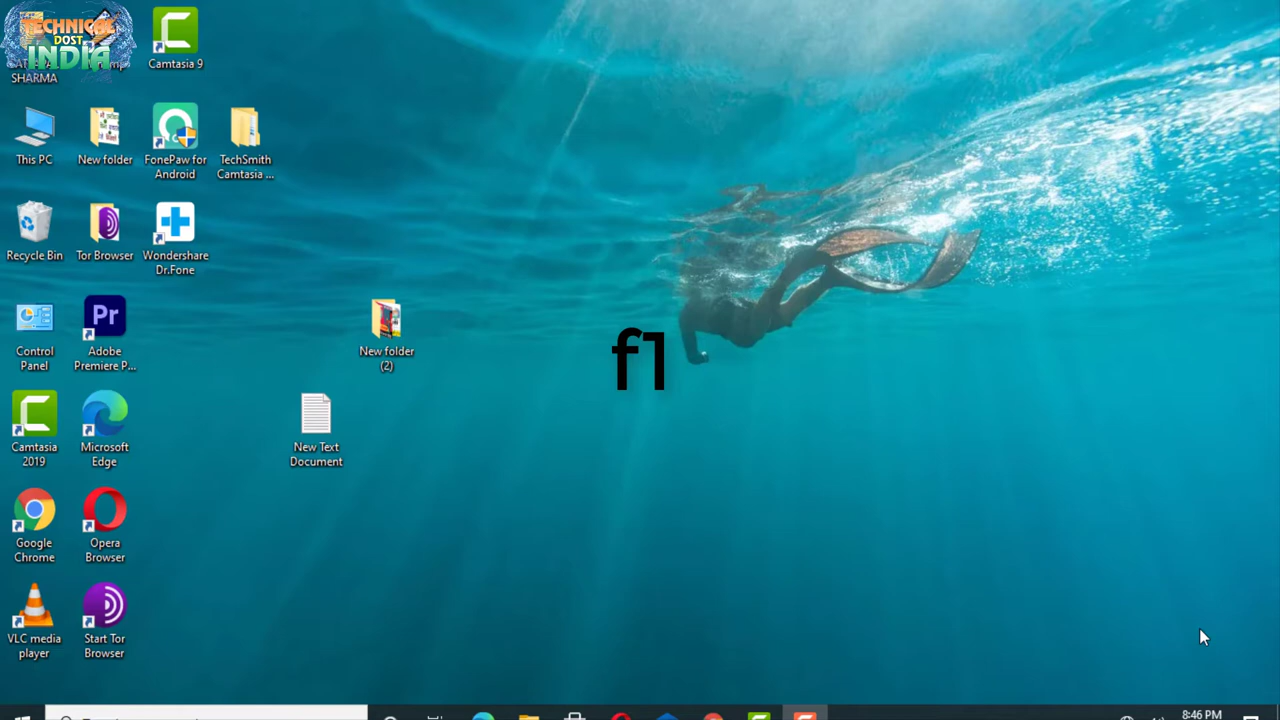 TECHNICAL
DOST
INDIA
SHARMA
Camtasia 9
This PC
New folder
FonePaw for
Android
TechSmith
Camtasia ...
Recycle Bin
Tor Browser
Wondershare
Dr.Fone
Control
Panel
Pr
Adobe
Premiere P...
New folder
(2)
f1
Camtasia
2019
Microsoft
Edge
New Text
Document
Google
Chrome
Opera
Browser
VLC media
player
Start Tor
Browser
8:46 PM